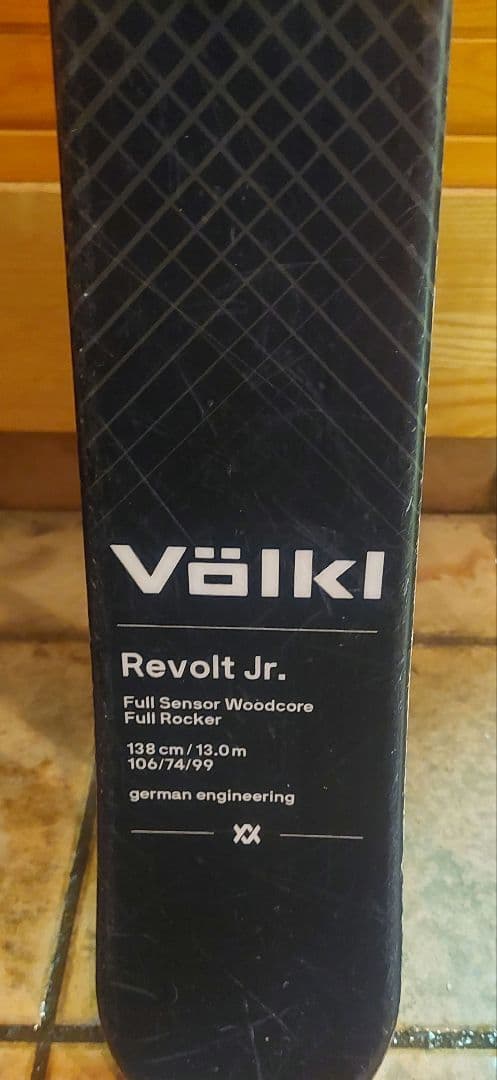 Völkl
Revolt Jr.
Full Sensor Woodcore
Full Rocker
138 cm / 13.0 m
106/74/99
german engineering